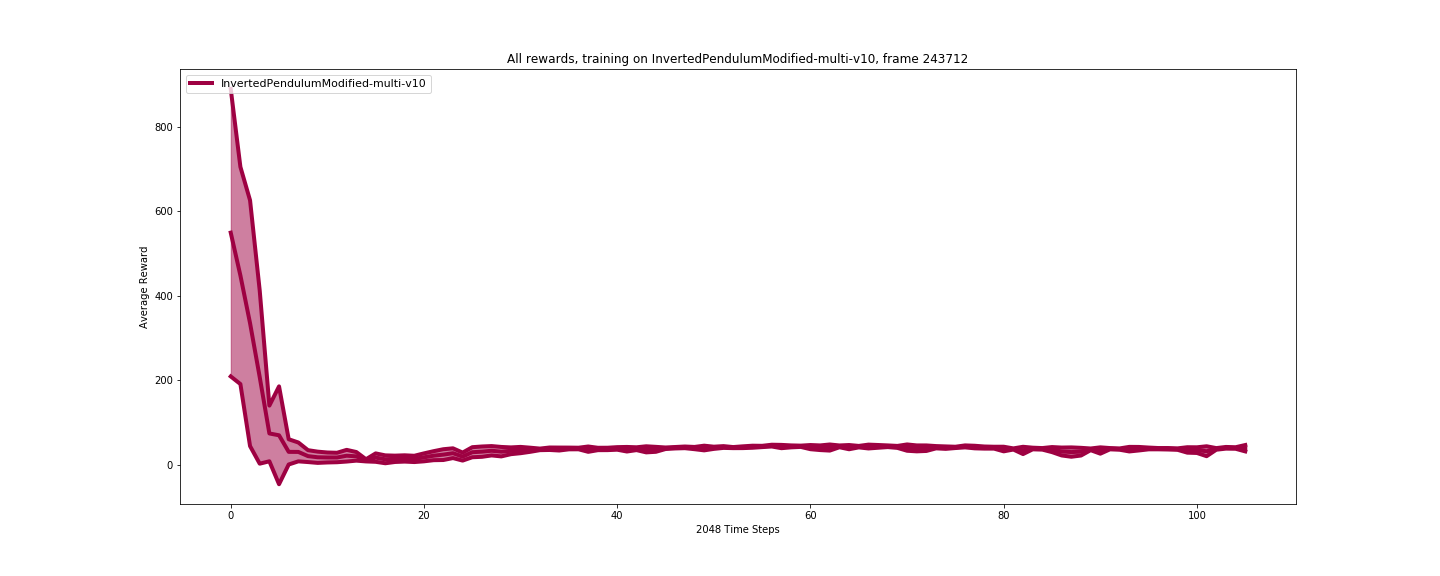 All rewards, training on InvertedPendulumModified-multi-v10, frame 243712
InvertedPendulumModified-multi-v10
Average Reward
800
600
400
200
0
0 20 40 60 80 100
2048 Time Steps